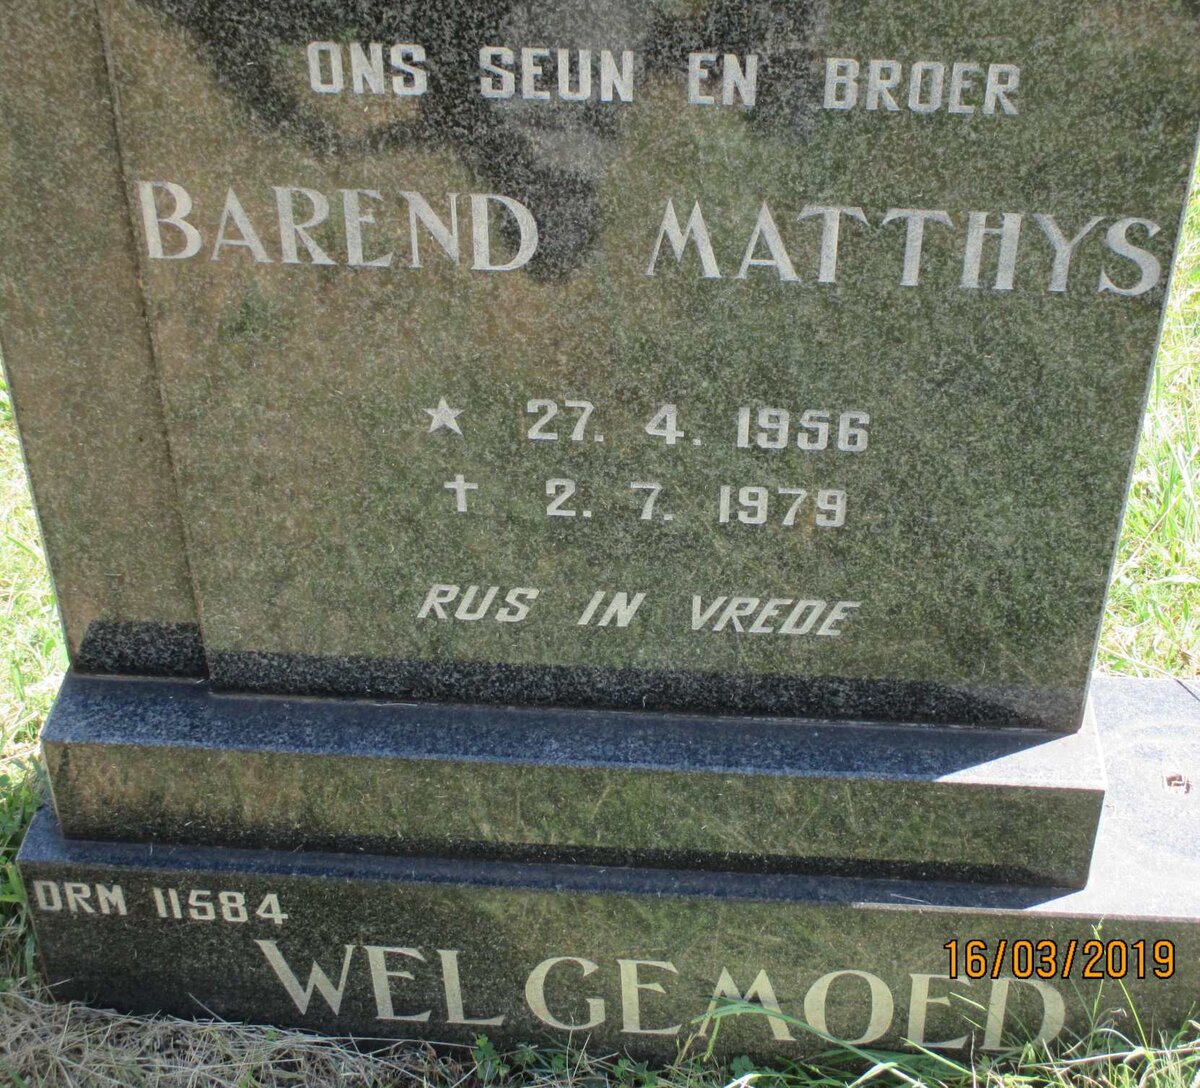 ONS SEUN EN BROER
BAREND MATTHYS
★ 27. 4. 1956
† 2. 7. 1979
RUS IN VREDE
DRM 11584
WELGEMOED
16/03/2019